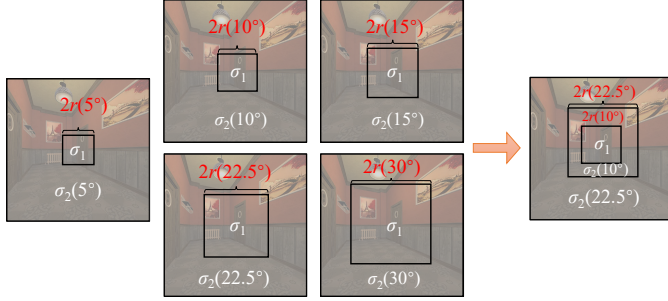 2r(5°)
σ₁
σ₂(5°)
2r(10°)
σ₁
σ₂(10°)
2r(15°)
σ₁
σ₂(15°)
2r(22.5°)
σ₁
σ₂(22.5°)
2r(30°)
σ₁
σ₂(30°)
2r(22.5°)
2r(10°)
σ₁
σ₂(10°)
σ₂(22.5°)